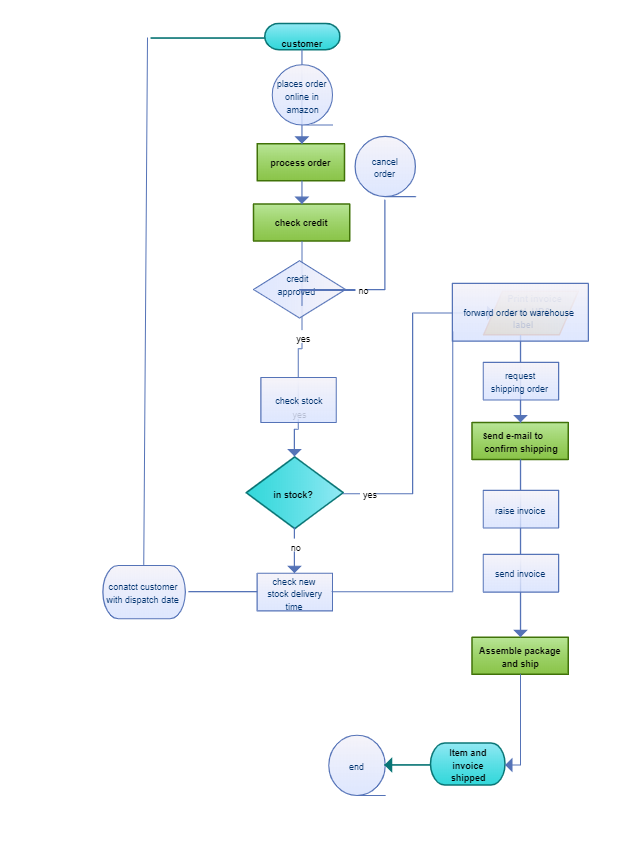 customer
places order
online in
amazon
process order
cancel
order
check credit
credit
approved
no
yes
Print invoice
forward order to warehouse
label
request
shipping order
check stock
yes
Send e-mail to
confirm shipping
in stock?
yes
raise invoice
no
check new
stock delivery
time
conatct customer
with dispatch date
send invoice
Assemble package
and ship
Item and
invoice
shipped
end